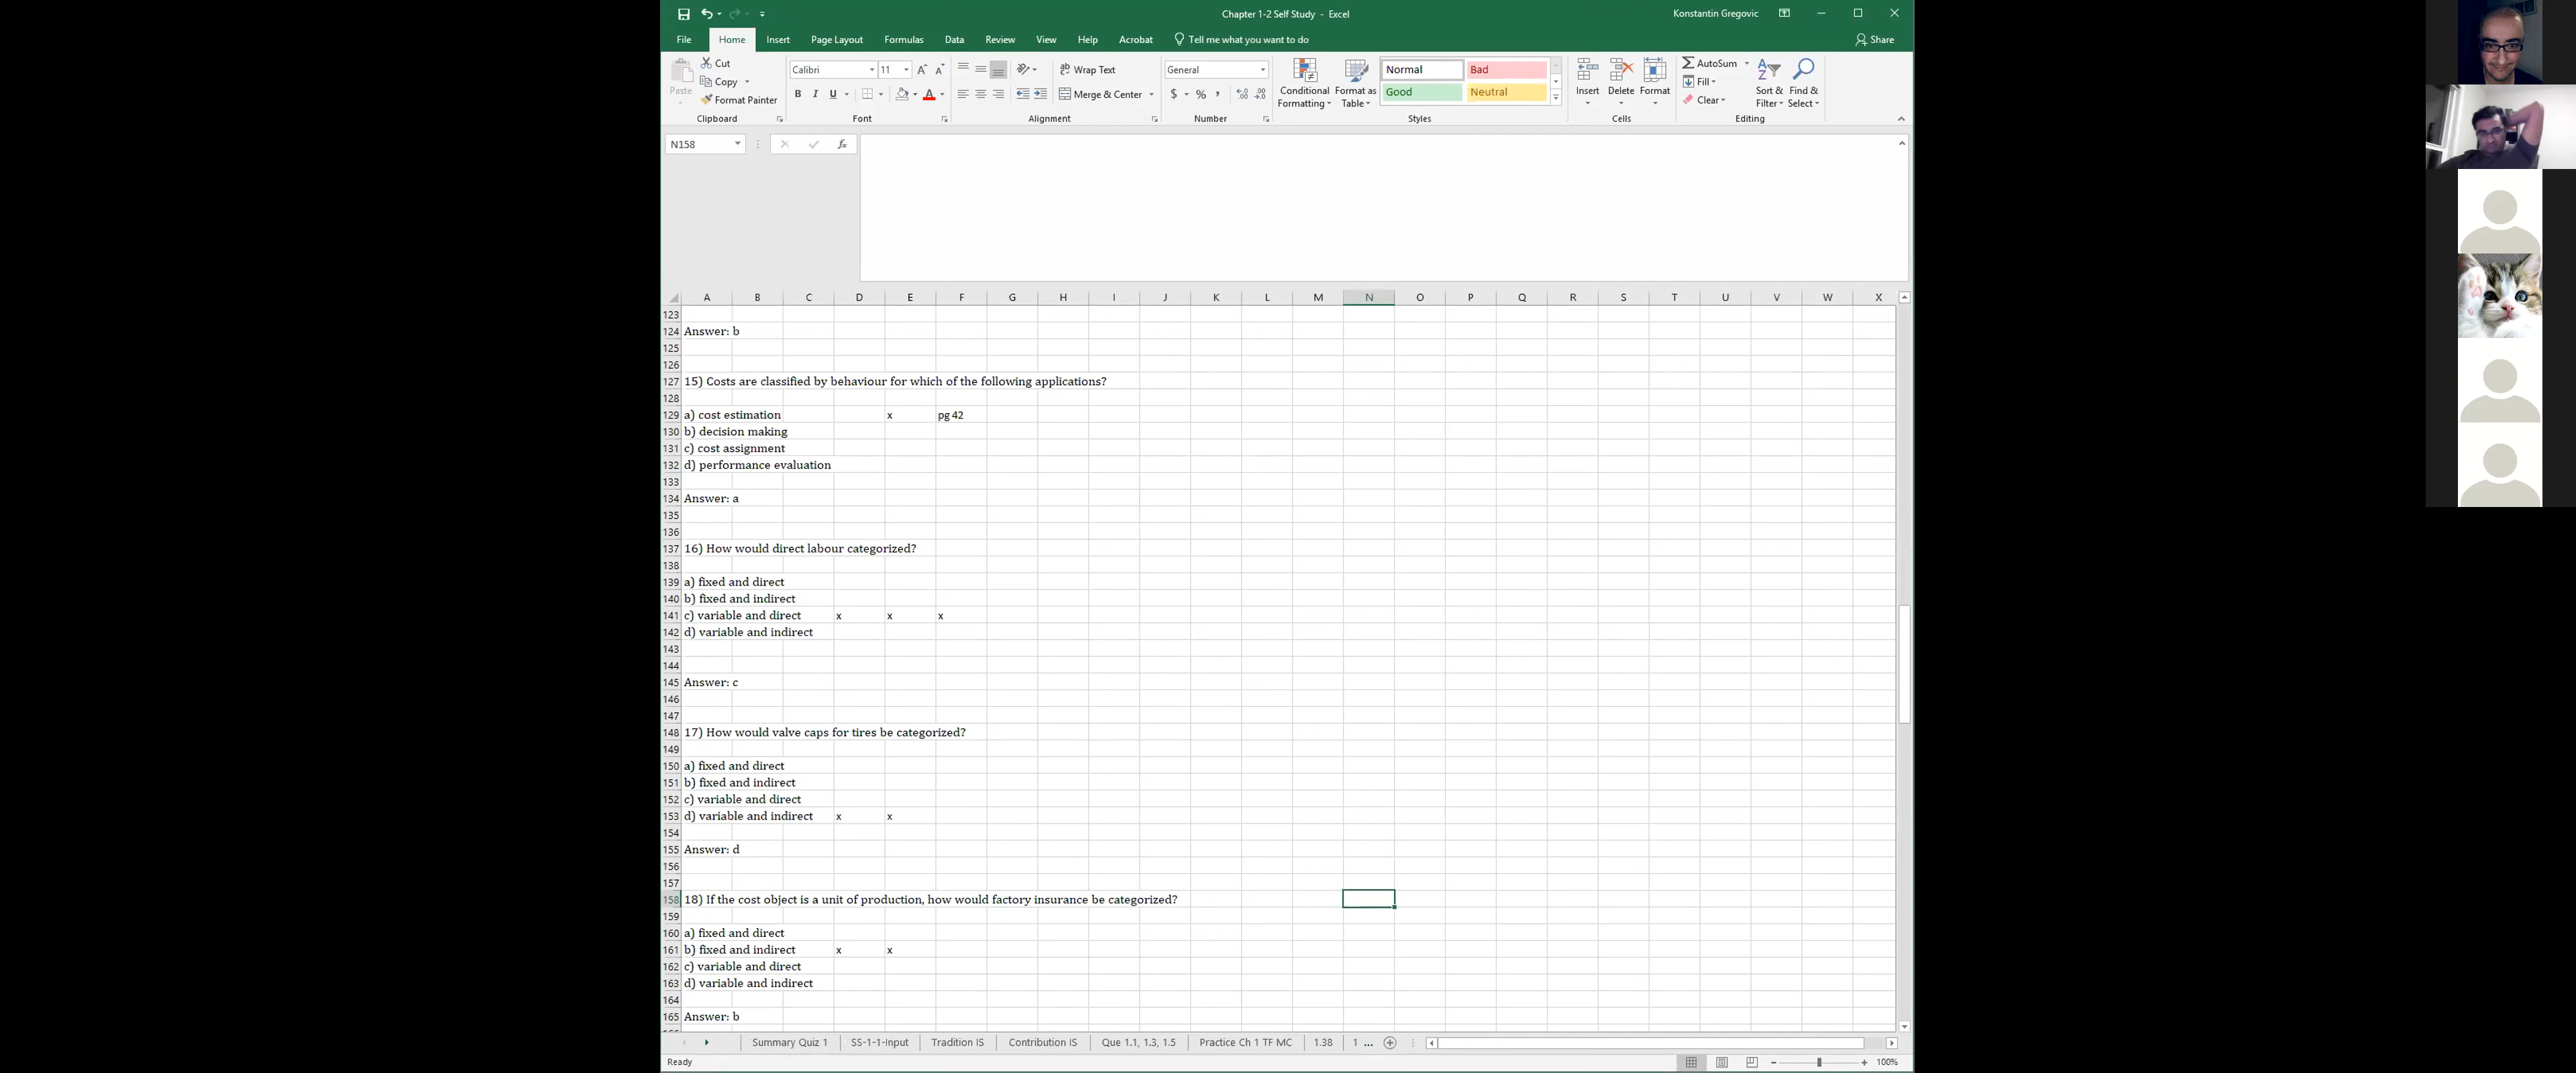 Chapter 1-2 Self Study - Excel
Konstantin Gregovic
File Home Insert Page Layout Formulas Data Review View Help Acrobat Tell me what you want to do Share
Paste
Cut
Copy
Format Painter
Clipboard
Calibri 11
B I U
Font
Wrap Text
Merge & Center
Alignment
General
$ % ,
Number
Conditional Formatting
Format as Table
Normal Bad
Good Neutral
Styles
Insert Delete Format
Cells
AutoSum
Fill
Clear
Sort & Filter
Find & Select
Editing
N158
fx
A B C D E F G H I J K L M N O P Q R S T U V W X
123
124 Answer: b
125
126
127 15) Costs are classified by behaviour for which of the following applications?
128
129 a) cost estimation x pg 42
130 b) decision making
131 c) cost assignment
132 d) performance evaluation
133
134 Answer: a
135
136
137 16) How would direct labour categorized?
138
139 a) fixed and direct
140 b) fixed and indirect
141 c) variable and direct x x x
142 d) variable and indirect
143
144
145 Answer: c
146
147
148 17) How would valve caps for tires be categorized?
149
150 a) fixed and direct
151 b) fixed and indirect
152 c) variable and direct
153 d) variable and indirect x x
154
155 Answer: d
156
157
158 18) If the cost object is a unit of production, how would factory insurance be categorized?
159
160 a) fixed and direct
161 b) fixed and indirect x x
162 c) variable and direct
163 d) variable and indirect
164
165 Answer: b
Summary Quiz 1 SS-1-1-Input Tradition IS Contribution IS Que 1.1, 1.3, 1.5 Practice Ch 1 TF MC 1.38 1 ...
Ready
100%